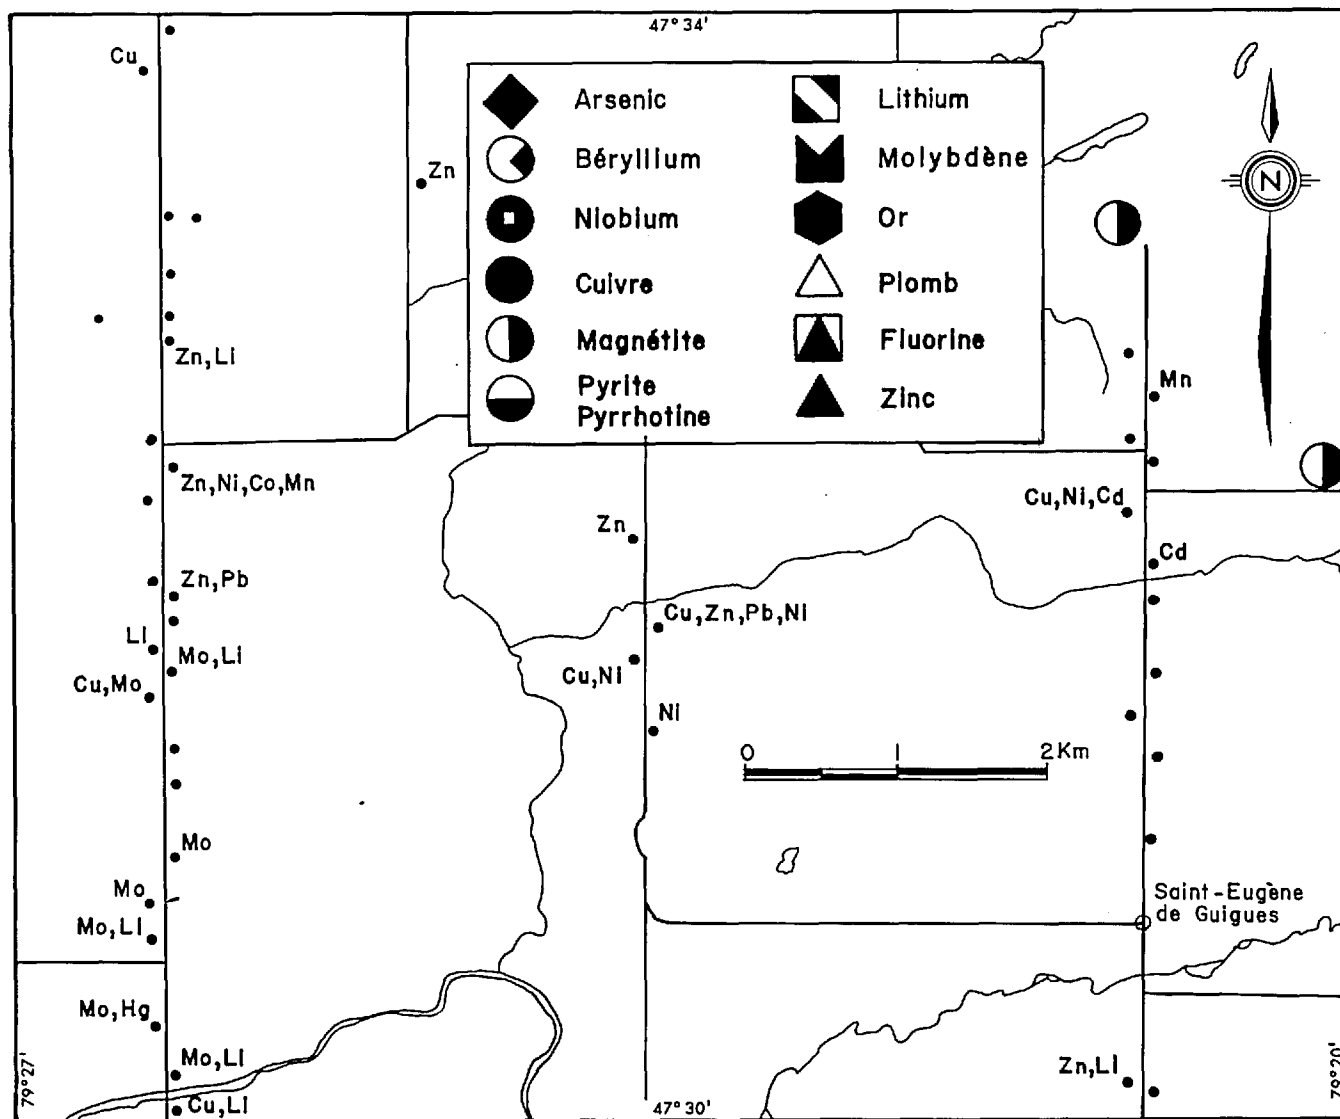 47° 34'
Cu
Arsenic
Lithium
Béryllium
Molybdène
Zn
Niobium
Or
N
Cuivre
Plomb
Magnétite
Fluorine
Zn,Li
Pyrite
Pyrrhotine
Zinc
Mn
Zn,Ni,Co,Mn
Cu,Ni,Cd
Zn
Cd
Zn,Pb
Cu,Zn,Pb,Ni
Li
Mo,Li
Cu,Ni
Cu,Mo
Ni
0 1 2 Km
Mo
Mo
Saint-Eugène
de Guigues
Mo,Li
Mo,Hg
Mo,Li
Zn,Li
79°27'
79°20'
Cu,Li
47°30'